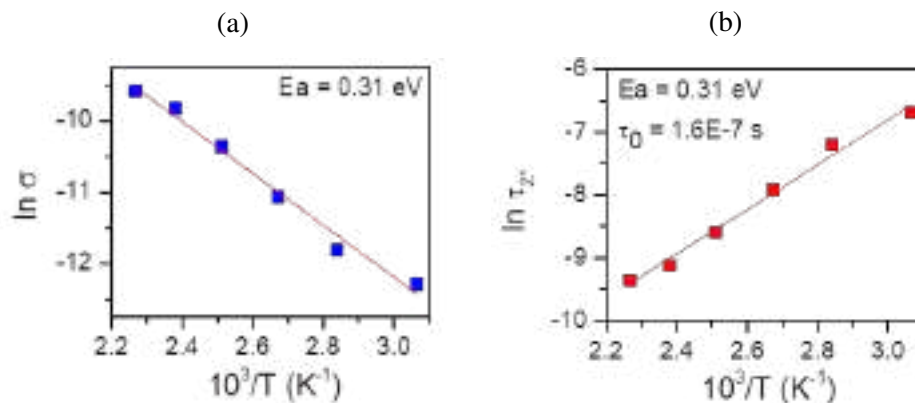 (a)
Ea = 0.31 eV
-10
-11
-12
ln σ
2.2 2.4 2.6 2.8 3.0
10³/T (K⁻¹)
(b)
Ea = 0.31 eV
τ₀ = 1.6E-7 s
-6
-7
-8
-9
-10
ln τ
2.2 2.4 2.6 2.8 3.0
10³/T (K⁻¹)